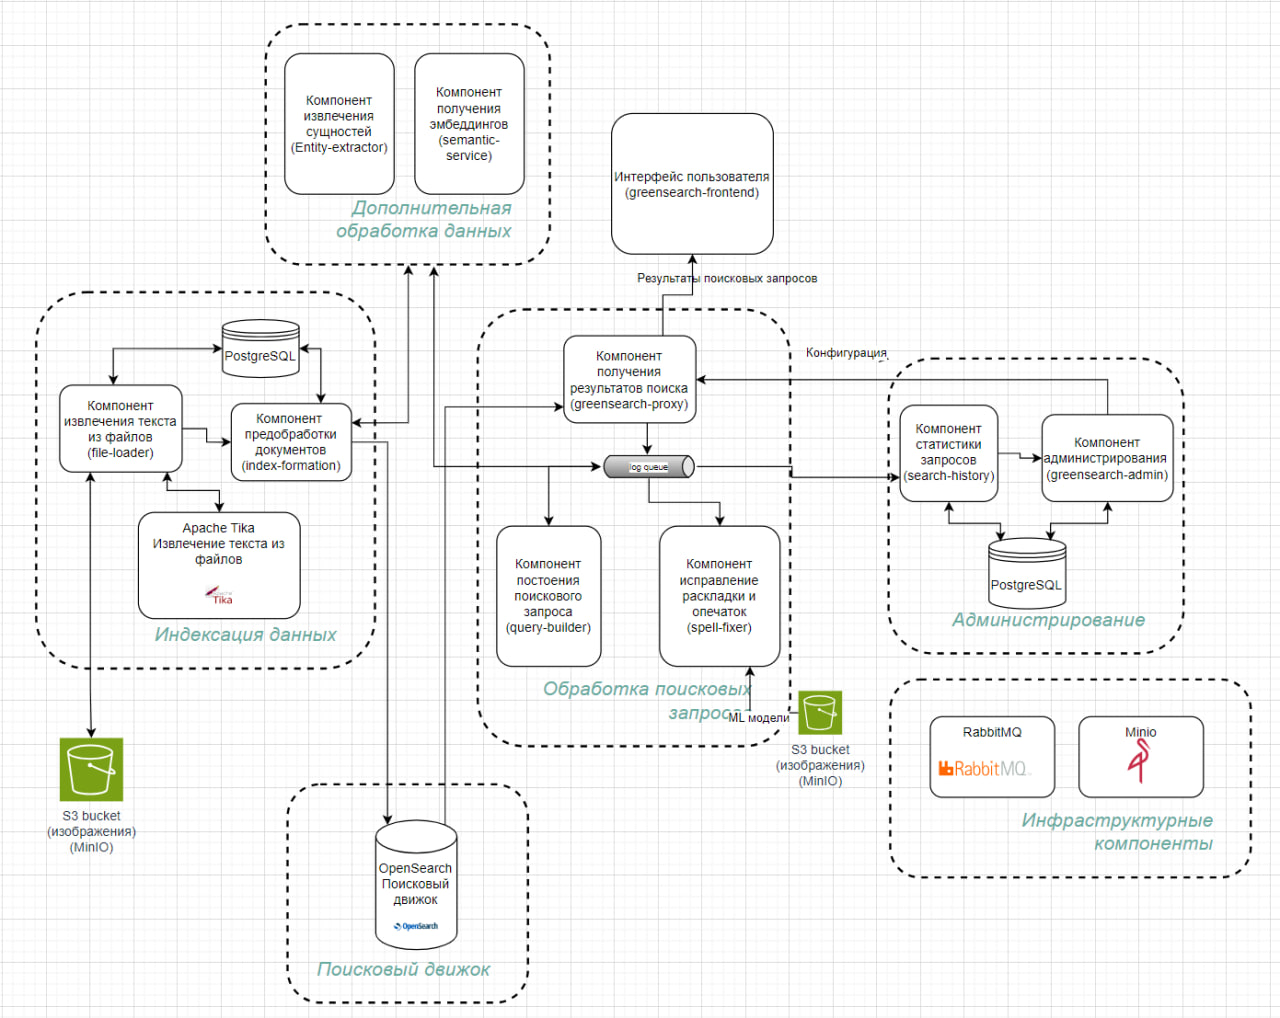 Компонент
извлечения
сущностей
(Entity-extractor)
Компонент
получения
эмбеддингов
(semantic-
service)
Дополнительная
обработка данных
Интерфейс пользователя
(greensearch-frontend)
Результаты поисковых запросов
PostgreSQL
Компонент
извлечения текста
из файлов
(file-loader)
Компонент
предобработки
документов
(index-formation)
Apache Tika
Извлечение текста из
файлов
Tika
Индексация данных
Компонент
получения
результатов поиска
(greensearch-proxy)
log queue
Компонент
постоения
поискового
запроса
(query-builder)
Компонент
исправление
раскладки и
опечаток
(spell-fixer)
Обработка поисковых
ML модели
Конфигурация
Компонент
статистики
запросов
(search-history)
Компонент
администрирования
(greensearch-admin)
PostgreSQL
Администрирование
S3 bucket
(изображения)
(MinIO)
S3 bucket
(изображения)
(MinIO)
RabbitMQ
RabbitMQ
Minio
Инфраструктурные
компоненты
OpenSearch
Поисковый
движок
OpenSearch
Поисковый движок